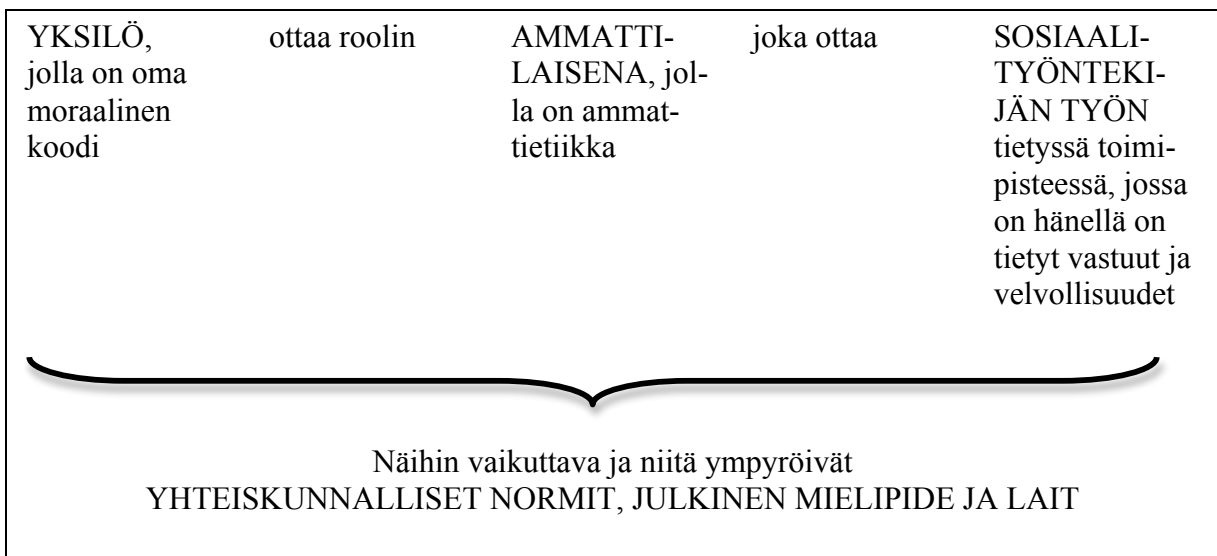 YKSILÖ,
jolla on oma
moraalinen
koodi
ottaa roolin
AMMATTI-
LAISENA, jol-
la on ammat-
tietiikka
joka ottaa
SOSIAALI-
TYÖNTEKI-
JÄN TYÖN
tietyssä toimi-
pisteessä, jossa
on hänellä on
tietyt vastuut ja
velvollisuudet
Näihin vaikuttava ja niitä ympyröivät
YHTEISKUNNALLISET NORMIT, JULKINEN MIELIPIDE JA LAIT